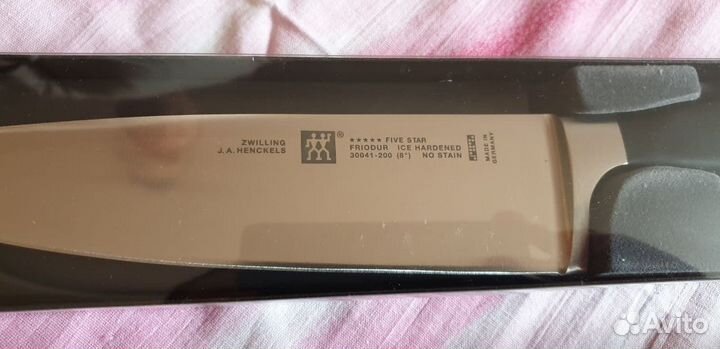 ZWILLING
J.A. HENCKELS
®
★★★★★ FIVE STAR
FRIODUR ICE HARDENED
30041-200 (8") NO STAIN
MADE IN
GERMANY
Avito